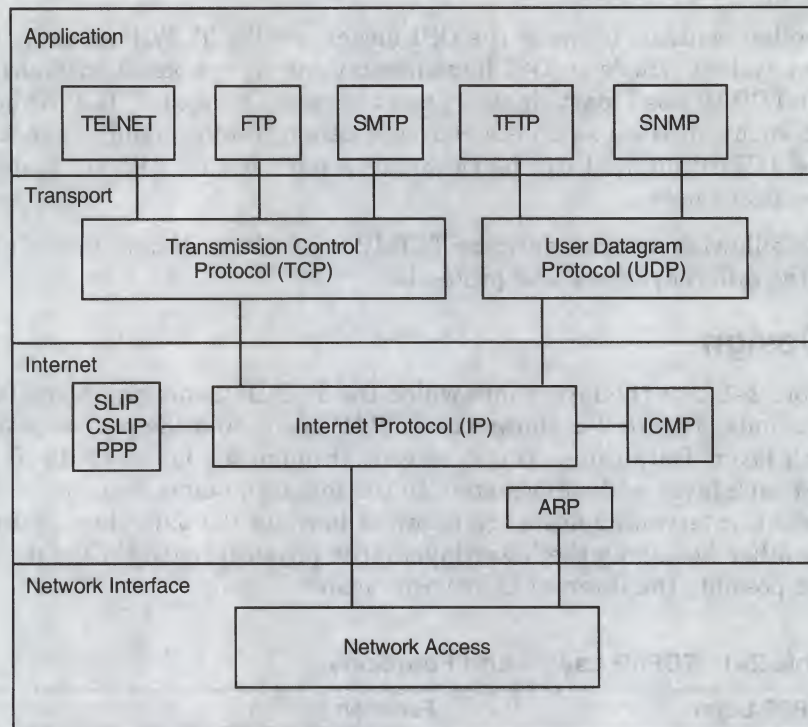 Application
TELNET FTP SMTP TFTP SNMP
Transport
Transmission Control
Protocol (TCP)
User Datagram
Protocol (UDP)
Internet
SLIP
CSLIP
PPP
Internet Protocol (IP)
ICMP
ARP
Network Interface
Network Access